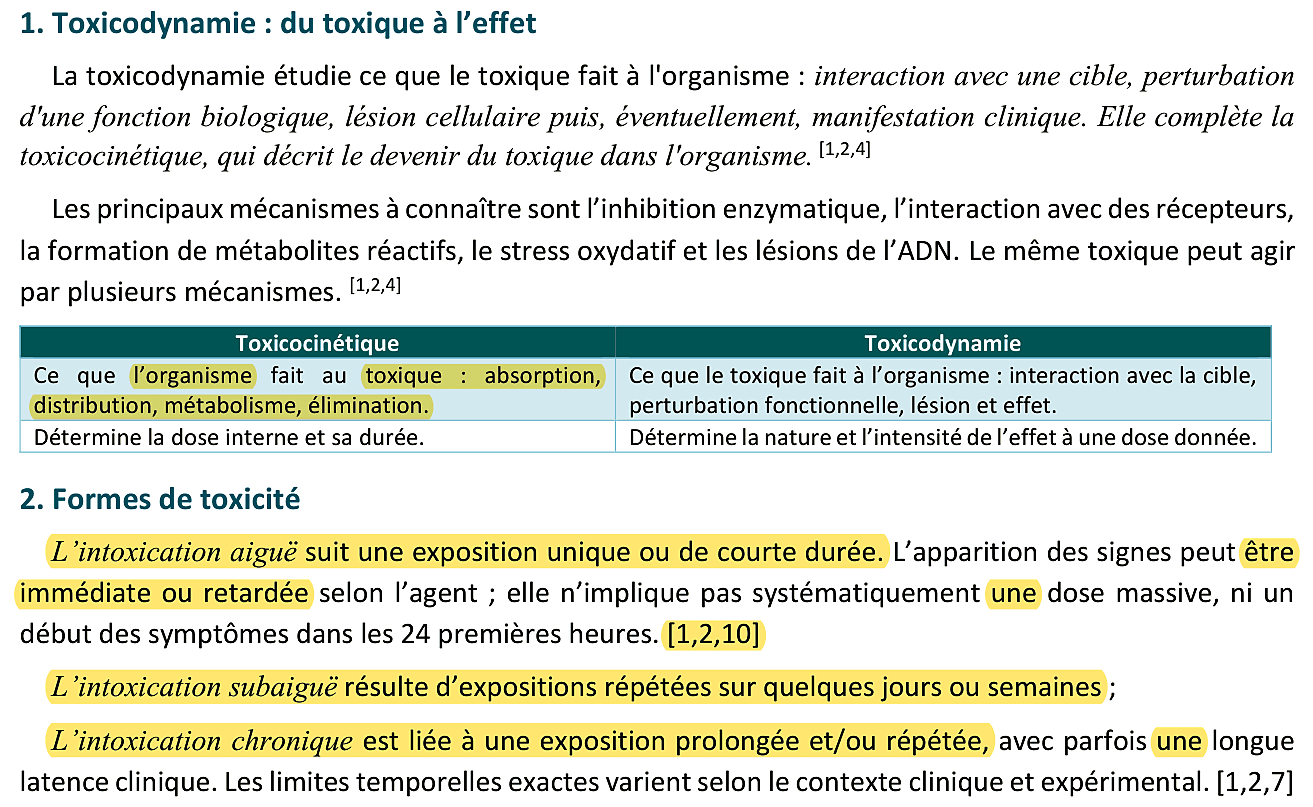 1. Toxicodynamie : du toxique à l’effet
La toxicodynamie étudie ce que le toxique fait à l'organisme : interaction avec une cible, perturbation
d'une fonction biologique, lésion cellulaire puis, éventuellement, manifestation clinique. Elle complète la
toxicocinétique, qui décrit le devenir du toxique dans l'organisme. [1,2,4]
Les principaux mécanismes à connaître sont l’inhibition enzymatique, l’interaction avec des récepteurs,
la formation de métabolites réactifs, le stress oxydatif et les lésions de l’ADN. Le même toxique peut agir
par plusieurs mécanismes. [1,2,4]
Toxicocinétique
Toxicodynamie
Ce que l’organisme fait au toxique : absorption,
distribution, métabolisme, élimination.
Ce que le toxique fait à l’organisme : interaction avec la cible,
perturbation fonctionnelle, lésion et effet.
Détermine la dose interne et sa durée.
Détermine la nature et l’intensité de l’effet à une dose donnée.
2. Formes de toxicité
L’intoxication aiguë suit une exposition unique ou de courte durée. L’apparition des signes peut être
immédiate ou retardée selon l’agent ; elle n’implique pas systématiquement une dose massive, ni un
début des symptômes dans les 24 premières heures. [1,2,10]
L’intoxication subaiguë résulte d’expositions répétées sur quelques jours ou semaines ;
L’intoxication chronique est liée à une exposition prolongée et/ou répétée, avec parfois une longue
latence clinique. Les limites temporelles exactes varient selon le contexte clinique et expérimental. [1,2,7]